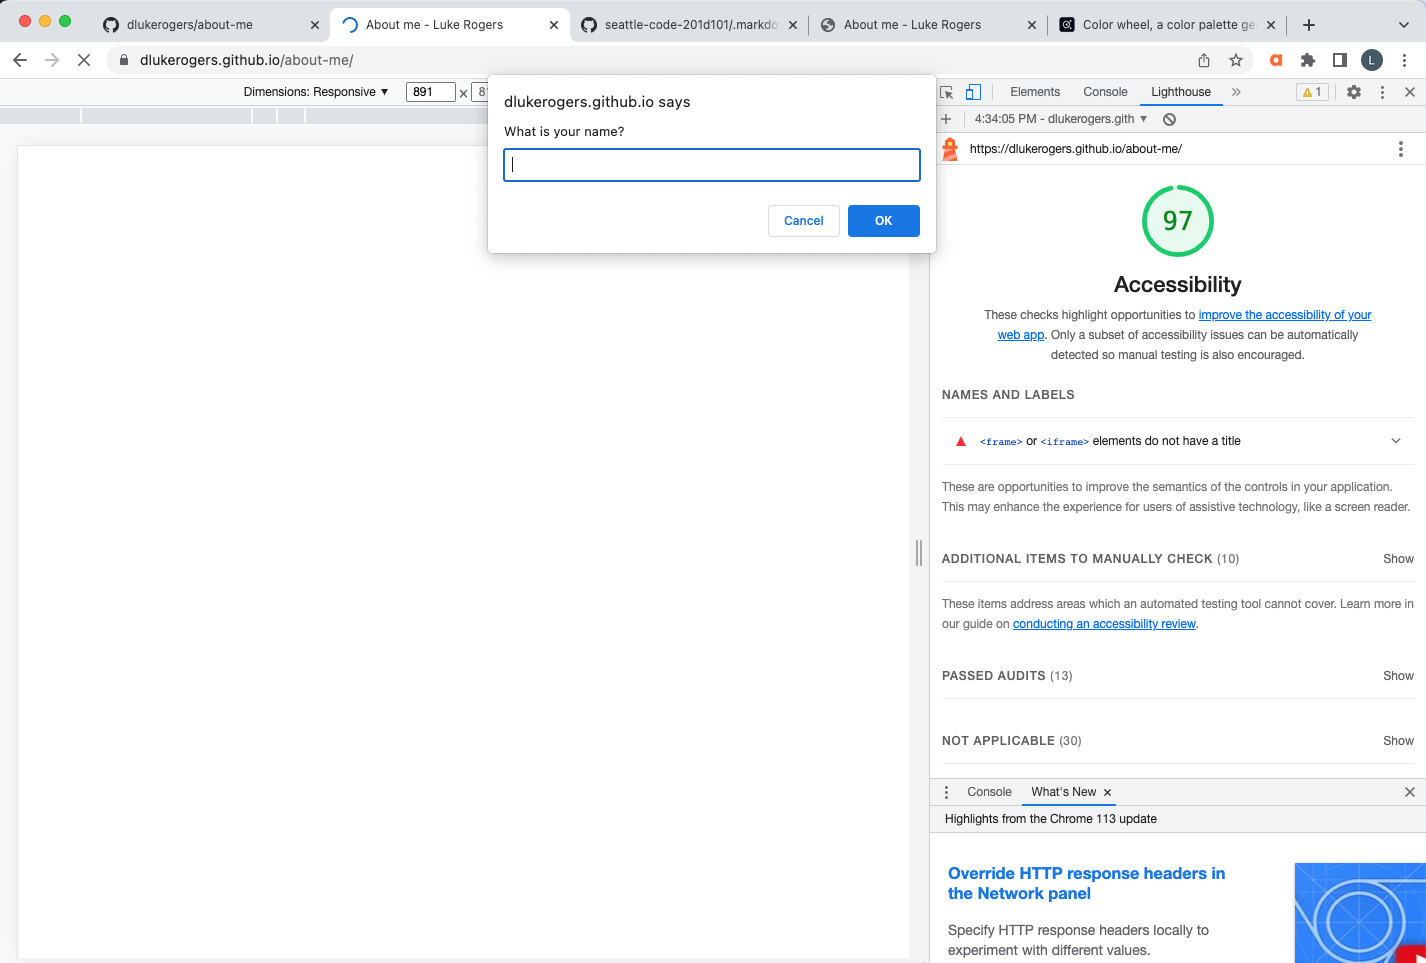 dlukerogers/about-me
About me - Luke Rogers
seattle-code-201d101/.markdo
About me - Luke Rogers
Color wheel, a color palette ge
dlukerogers.github.io/about-me/
L
Dimensions: Responsive ▼
891 ×
dlukerogers.github.io says
What is your name?
Cancel
OK
Elements
Console
Lighthouse
1
4:34:05 PM - dlukerogers.gith ▼
https://dlukerogers.github.io/about-me/
97
Accessibility
These checks highlight opportunities to improve the accessibility of your
web app. Only a subset of accessibility issues can be automatically
detected so manual testing is also encouraged.
NAMES AND LABELS
<frame> or <iframe> elements do not have a title
These are opportunities to improve the semantics of the controls in your application.
This may enhance the experience for users of assistive technology, like a screen reader.
ADDITIONAL ITEMS TO MANUALLY CHECK (10) Show
These items address areas which an automated testing tool cannot cover. Learn more in
our guide on conducting an accessibility review.
PASSED AUDITS (13) Show
NOT APPLICABLE (30) Show
Console
What's New
Highlights from the Chrome 113 update
Override HTTP response headers in
the Network panel
Specify HTTP response headers locally to
experiment with different values.